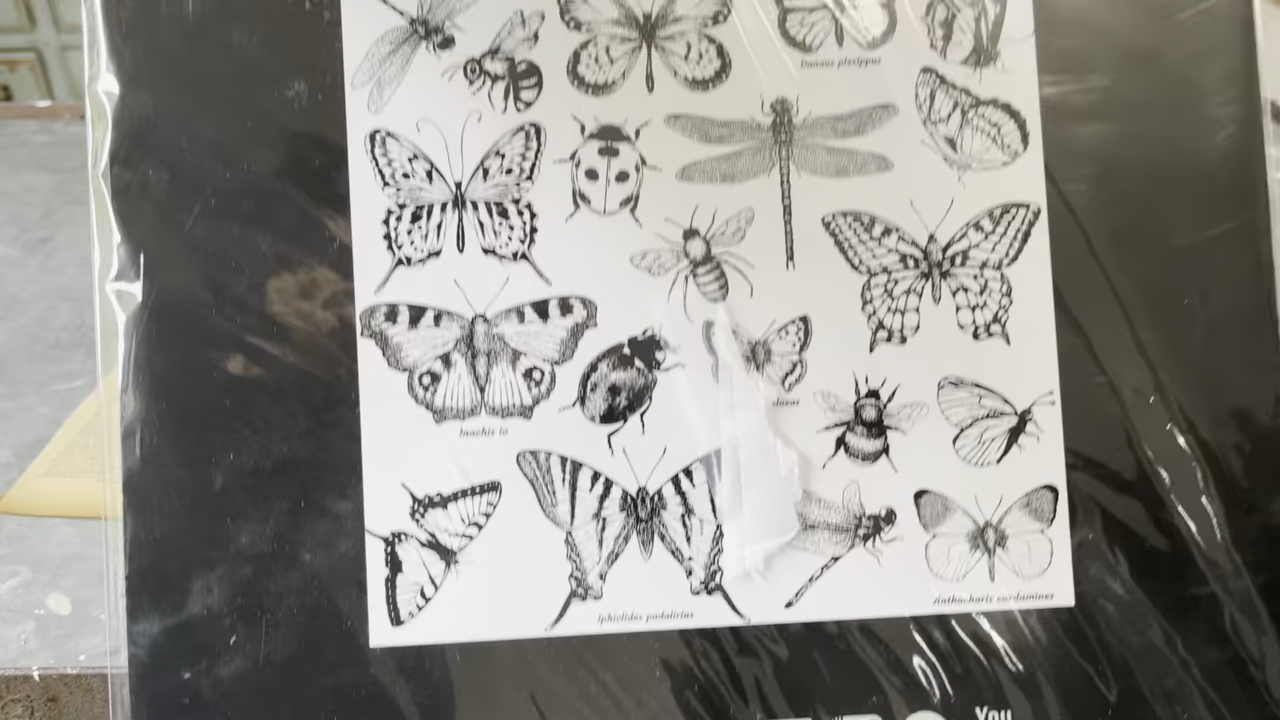 Danaus plexippus
Inachis io
Iphiclides podalirius
Anthocharis cardamines
You